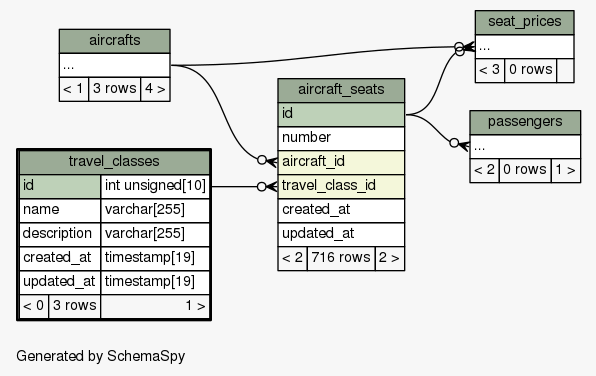 aircrafts
...
< 1 3 rows 4 >
seat_prices
...
< 3 0 rows
aircraft_seats
id
number
aircraft_id
travel_class_id
created_at
updated_at
< 2 716 rows 2 >
passengers
...
< 2 0 rows 1 >
travel_classes
id int unsigned[10]
name varchar[255]
description varchar[255]
created_at timestamp[19]
updated_at timestamp[19]
< 0 3 rows 1 >
Generated by SchemaSpy